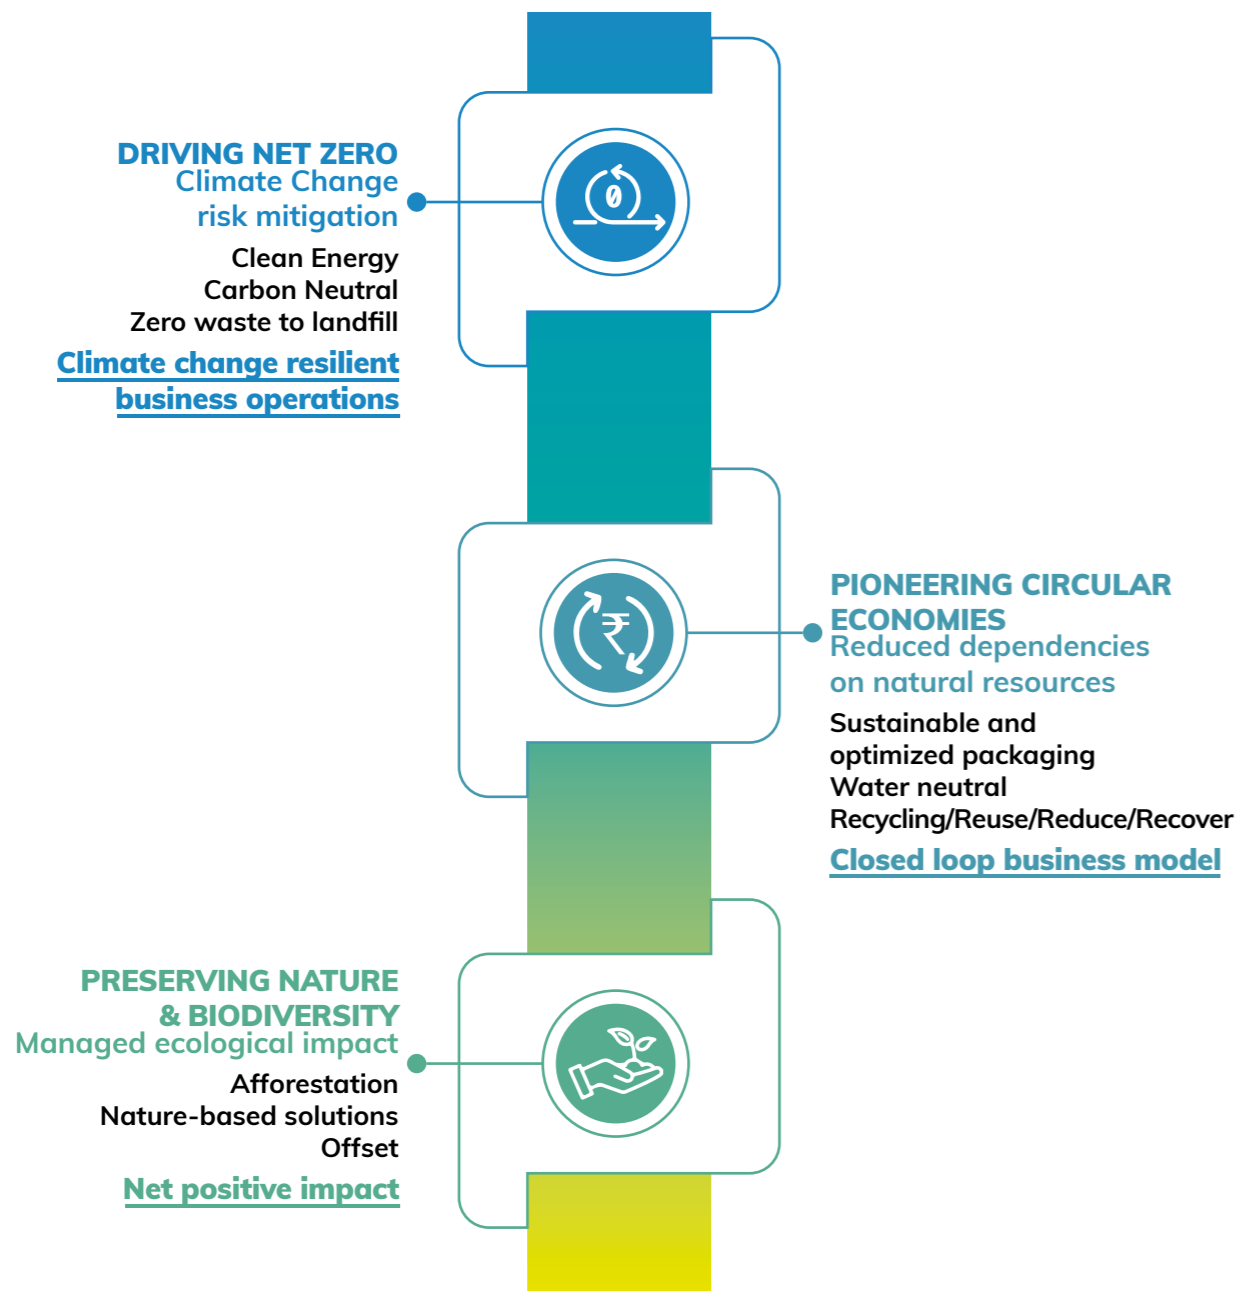 DRIVING NET ZERO
Climate Change
risk mitigation
Clean Energy
Carbon Neutral
Zero waste to landfill
Climate change resilient
business operations
0
₹
PIONEERING CIRCULAR
ECONOMIES
Reduced dependencies
on natural resources
Sustainable and
optimized packaging
Water neutral
Recycling/Reuse/Reduce/Recover
Closed loop business model
PRESERVING NATURE
& BIODIVERSITY
Managed ecological impact
Afforestation
Nature-based solutions
Offset
Net positive impact